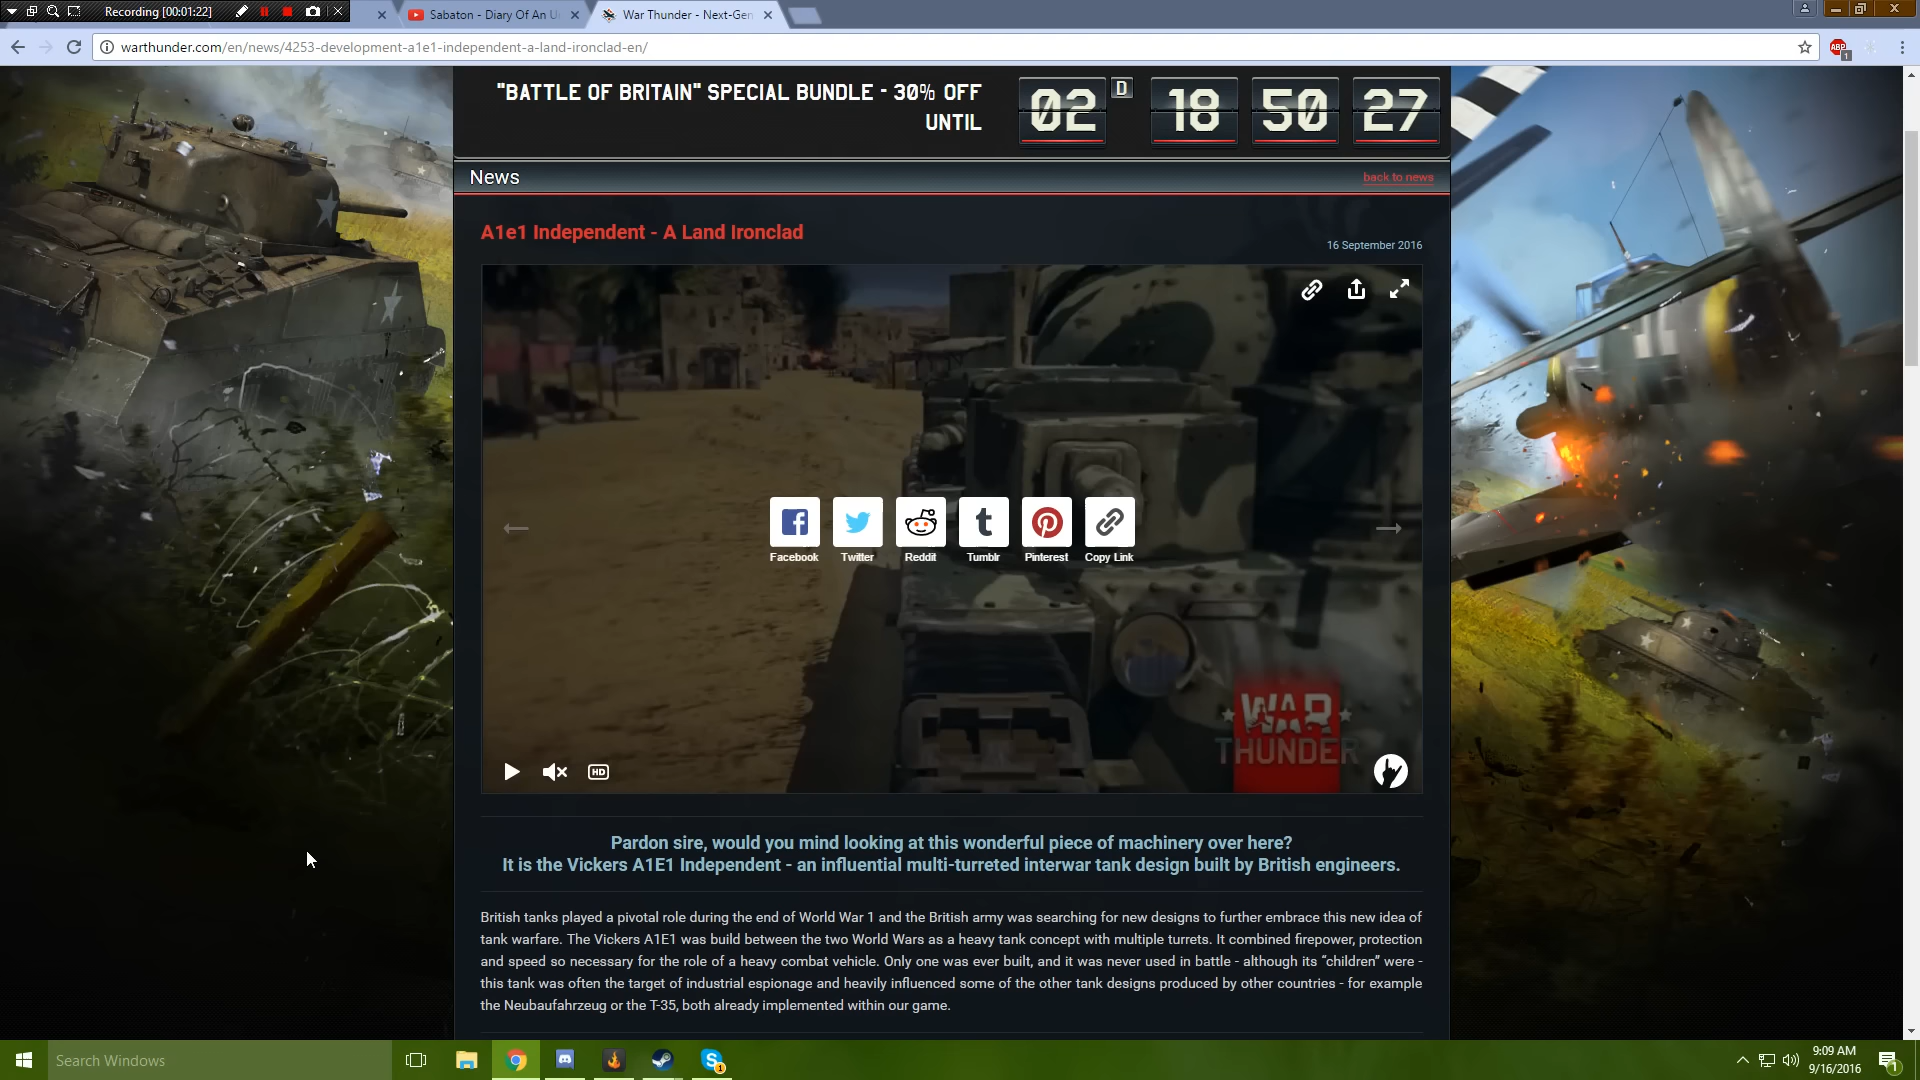 Recording [00:01:22]
Sabaton - Diary Of An U
War Thunder - Next-Gen
warthunder.com/en/news/4253-development-a1e1-independent-a-land-ironclad-en/
ABP
1
"BATTLE OF BRITAIN" SPECIAL BUNDLE - 30% OFF
UNTIL
02 D 18 50 27
News
back to news
A1e1 Independent - A Land Ironclad
16 September 2016
Facebook Twitter Reddit Tumblr Pinterest Copy Link
WAR
THUNDER
HD
Pardon sire, would you mind looking at this wonderful piece of machinery over here?
It is the Vickers A1E1 Independent - an influential multi-turreted interwar tank design built by British engineers.
British tanks played a pivotal role during the end of World War 1 and the British army was searching for new designs to further embrace this new idea of
tank warfare. The Vickers A1E1 was build between the two World Wars as a heavy tank concept with multiple turrets. It combined firepower, protection
and speed so necessary for the role of a heavy combat vehicle. Only one was ever built, and it was never used in battle - although its “children” were -
this tank was often the target of industrial espionage and heavily influenced some of the other tank designs produced by other countries - for example
the Neubaufahrzeug or the T-35, both already implemented within our game.
Search Windows
1
9:09 AM
9/16/2016
1